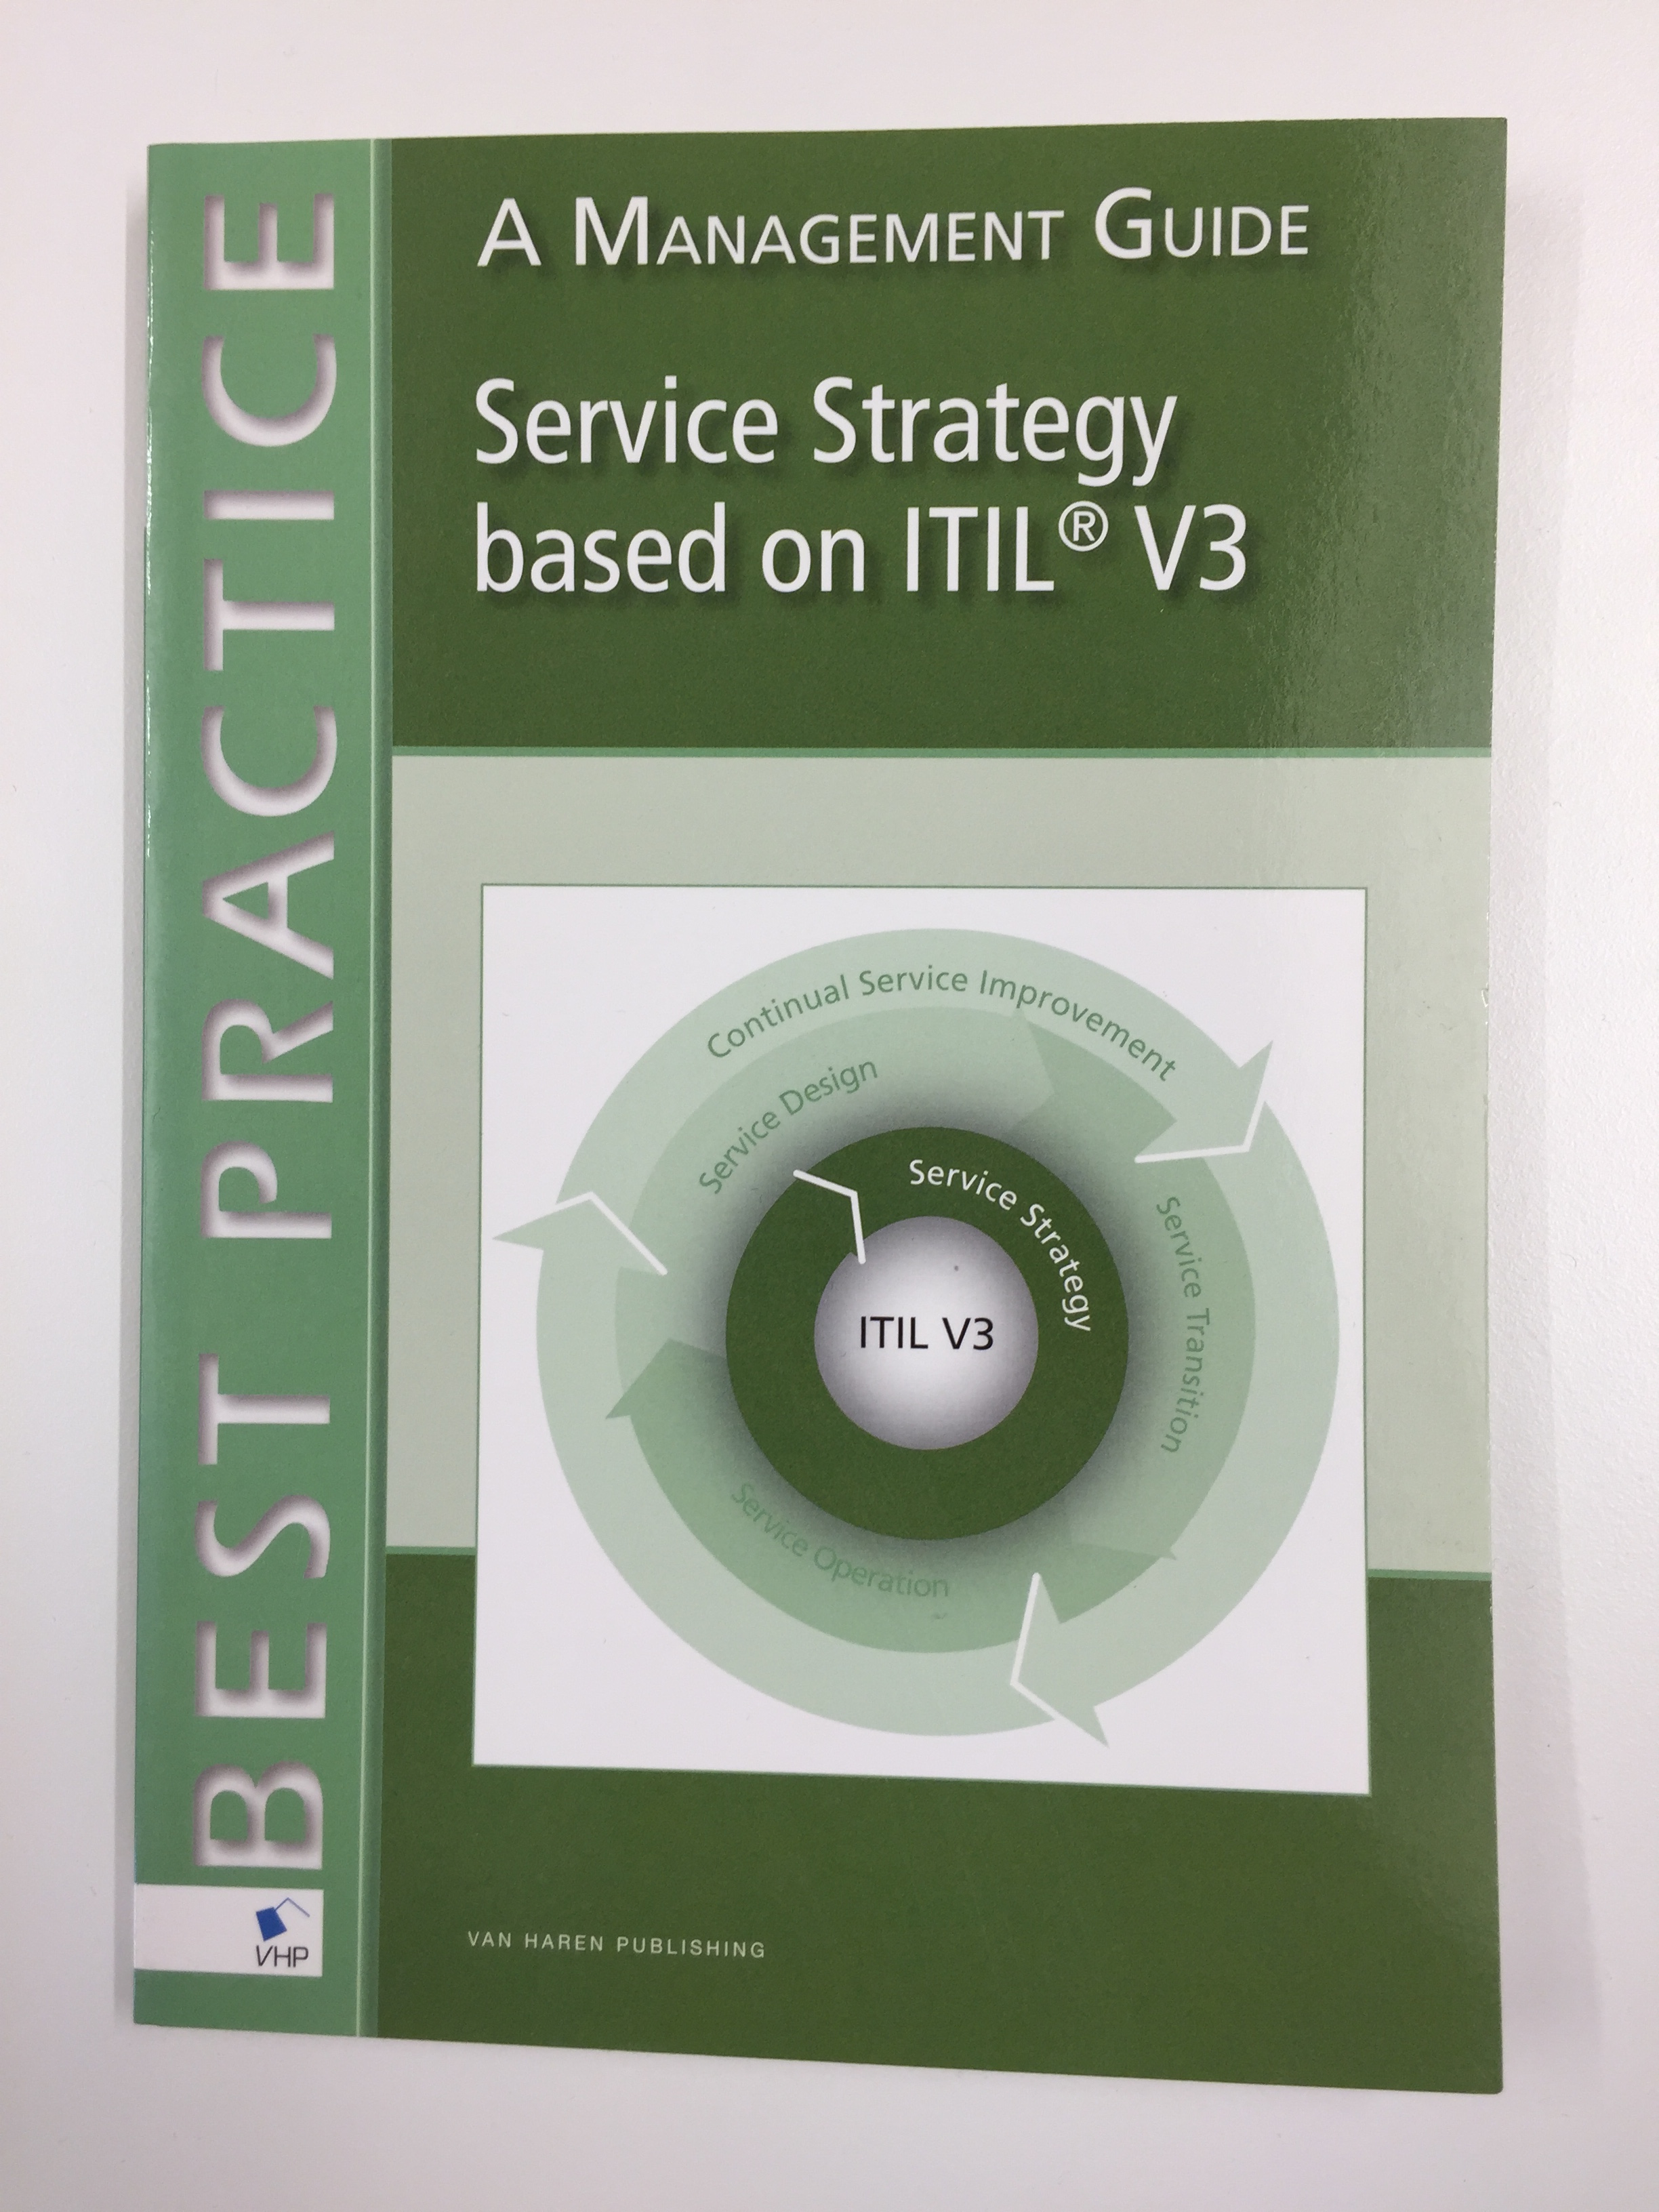 A MANAGEMENT GUIDE
Service Strategy
based on ITIL® V3
BEST PRACTICE
Continual Service Improvement
Service Design
Service Strategy
Service Transition
ITIL V3
Service Operation
VHP
VAN HAREN PUBLISHING